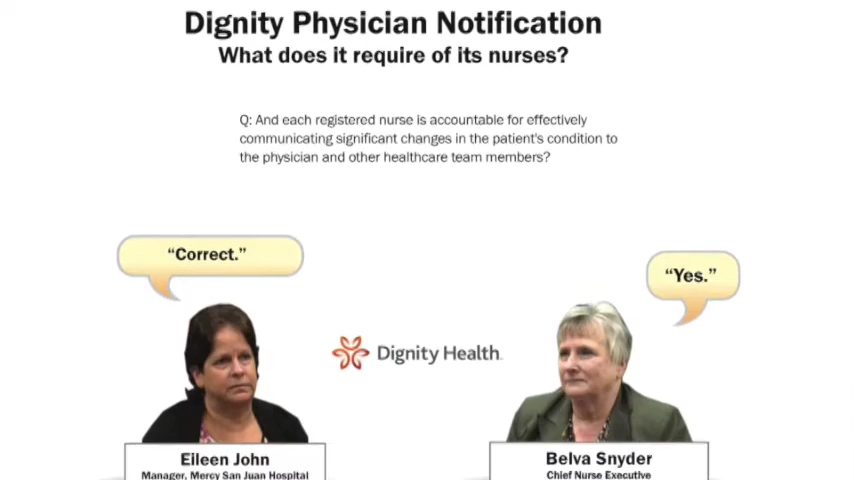 Dignity Physician Notification
What does it require of its nurses?
Q: And each registered nurse is accountable for effectively
communicating significant changes in the patient's condition to
the physician and other healthcare team members?
“Correct.”
“Yes.”
Dignity Health.
Eileen John
Manager, Mercy San Juan Hospital
Belva Snyder
Chief Nurse Executive